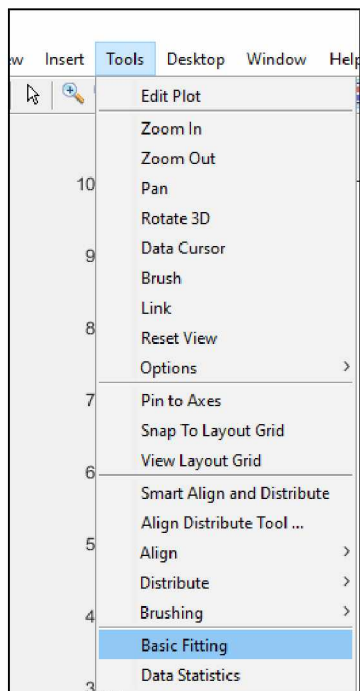 Insert Tools Desktop Window
Edit Plot
Zoom In
Zoom Out
10
Pan
Rotate 3D
9
Data Cursor
Brush
Link
8
Reset View
Options
7
Pin to Axes
Snap To Layout Grid
6
View Layout Grid
Smart Align and Distribute
5
Align Distribute Tool ...
Align
Distribute
4
Brushing
Basic Fitting
3
Data Statistics